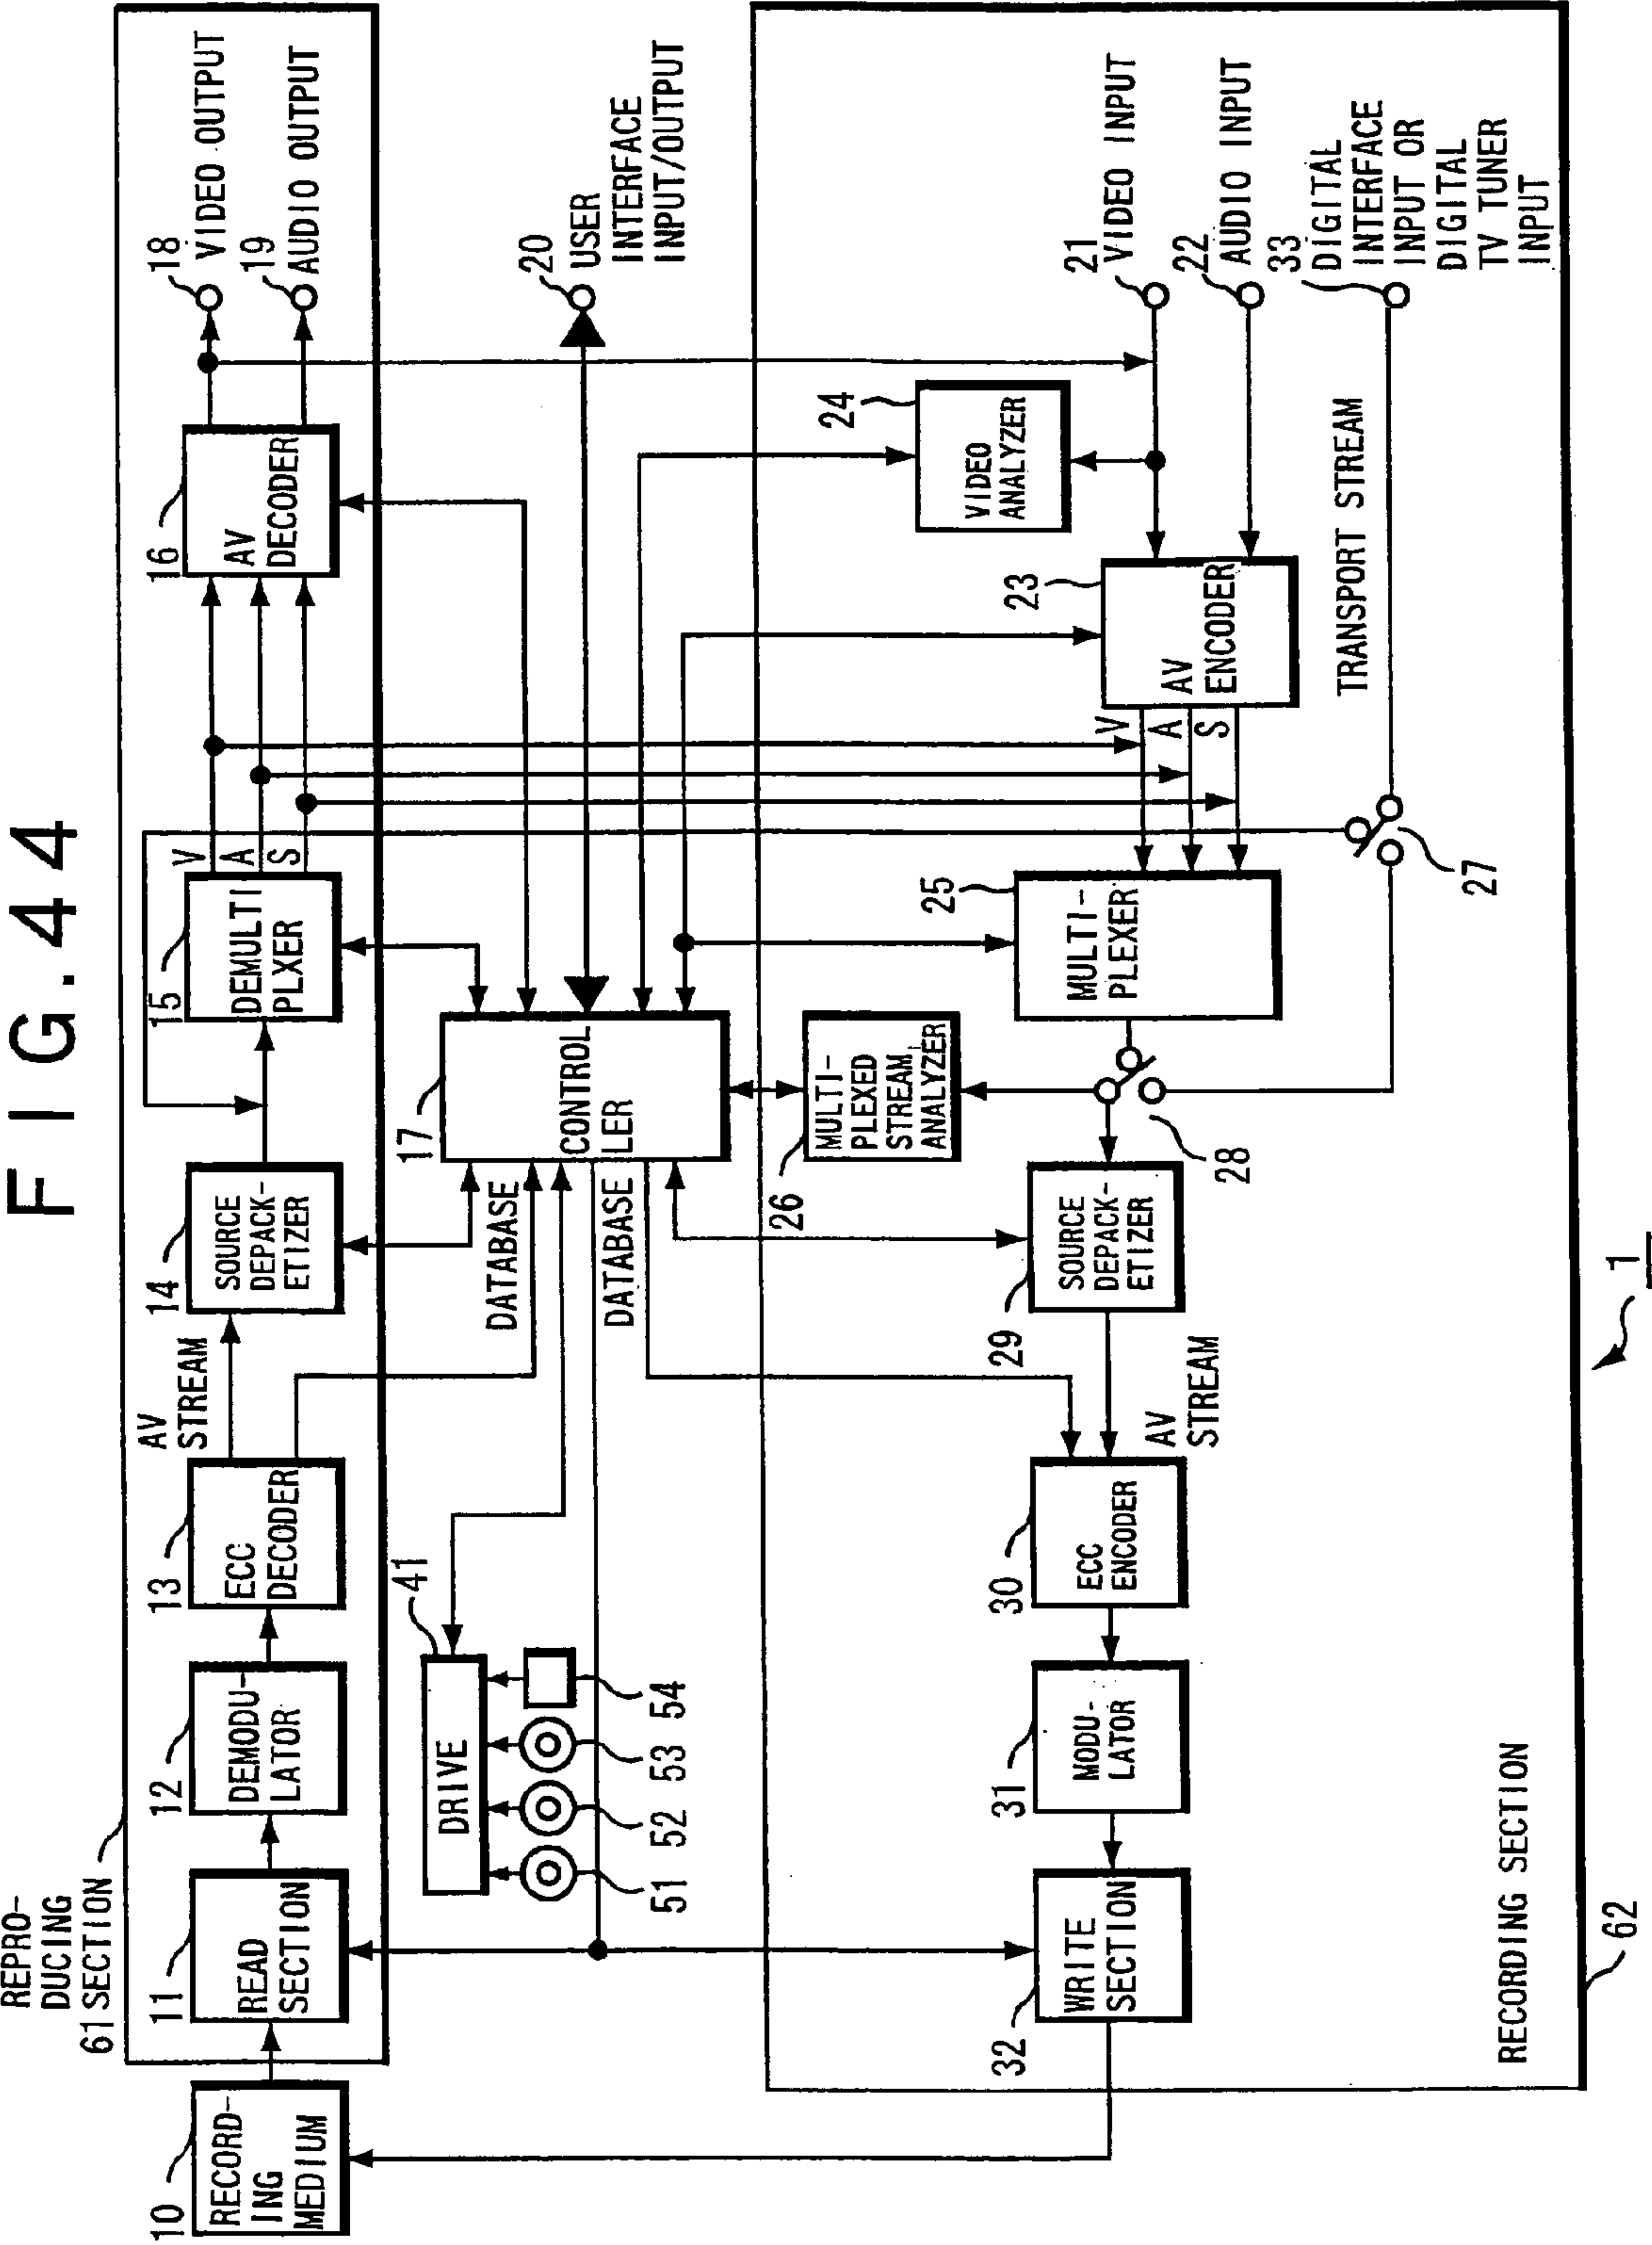 FIG.44
REPRO-
DUCING
61 SECTION
10
RECORD-
ING
MEDIUM
11
READ
SECTION
12
DEMODU-
LATOR
13
ECC
DECODER
AV
STREAM
14
SOURCE
DEPACK-
ETIZER
15
DEMULTI
PLXER
V
A
S
16
AV
DECODER
18
VIDEO OUTPUT
19
AUDIO OUTPUT
41
DRIVE
51
52
53
54
DATABASE
DATABASE
17
CONTROL
LER
20
USER
INTERFACE
INPUT/OUTPUT
26
MULTI-
PLEXED
STREAM
ANALYZER
24
VIDEO
ANALYZER
21
VIDEO INPUT
22
AUDIO INPUT
33
DIGITAL
INTERFACE
INPUT OR
DIGITAL
TV TUNER
INPUT
32
WRITE
SECTION
31
MODU-
LATOR
30
ECC
ENCODER
AV
STREAM
29
SOURCE
DEPACK-
ETIZER
28
25
MULTI-
PLEXER
V
A
S
23
AV
ENCODER
27
TRANSPORT STREAM
RECORDING SECTION
62
1